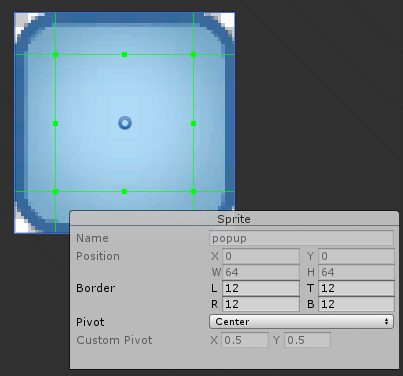 Sprite
Name popup
Position X 0 Y 0
W 64 H 64
Border L 12 T 12
R 12 B 12
Pivot Center
Custom Pivot X 0.5 Y 0.5